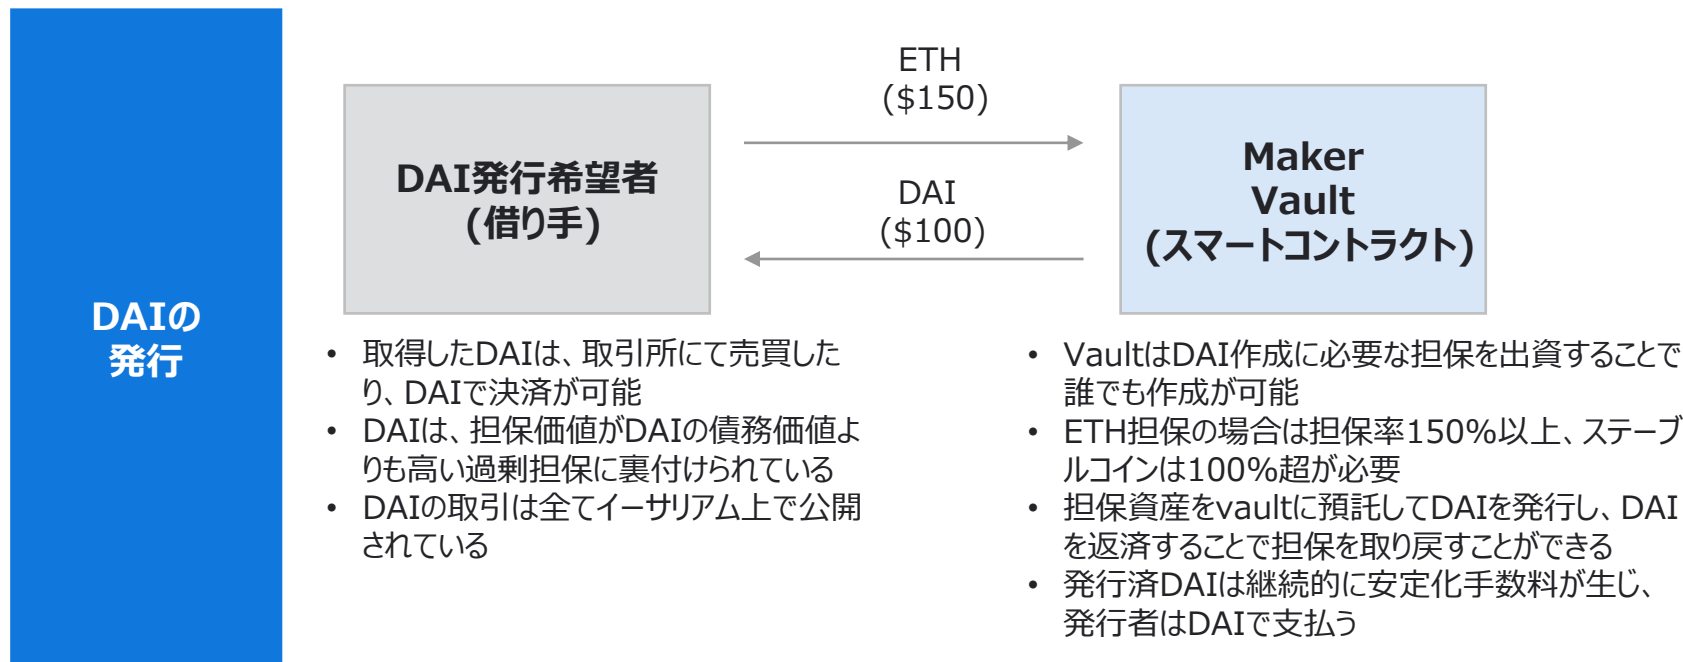 DAIの
発行
DAI発行希望者
(借り手)
ETH
($150)
DAI
($100)
Maker
Vault
(スマートコントラクト)
• 取得したDAIは、取引所にて売買した
り、DAIで決済が可能
• DAIは、担保価値がDAIの債務価値よ
りも高い過剰担保に裏付けられている
• DAIの取引は全てイーサリアム上で公開
されている
• VaultはDAI作成に必要な担保を出資することで
誰でも作成が可能
• ETH担保の場合は担保率150%以上、ステーブ
ルコインは100%超が必要
• 担保資産をvaultに預託してDAIを発行し、DAI
を返済することで担保を取り戻すことができる
• 発行済DAIは継続的に安定化手数料が生じ、
発行者はDAIで支払う